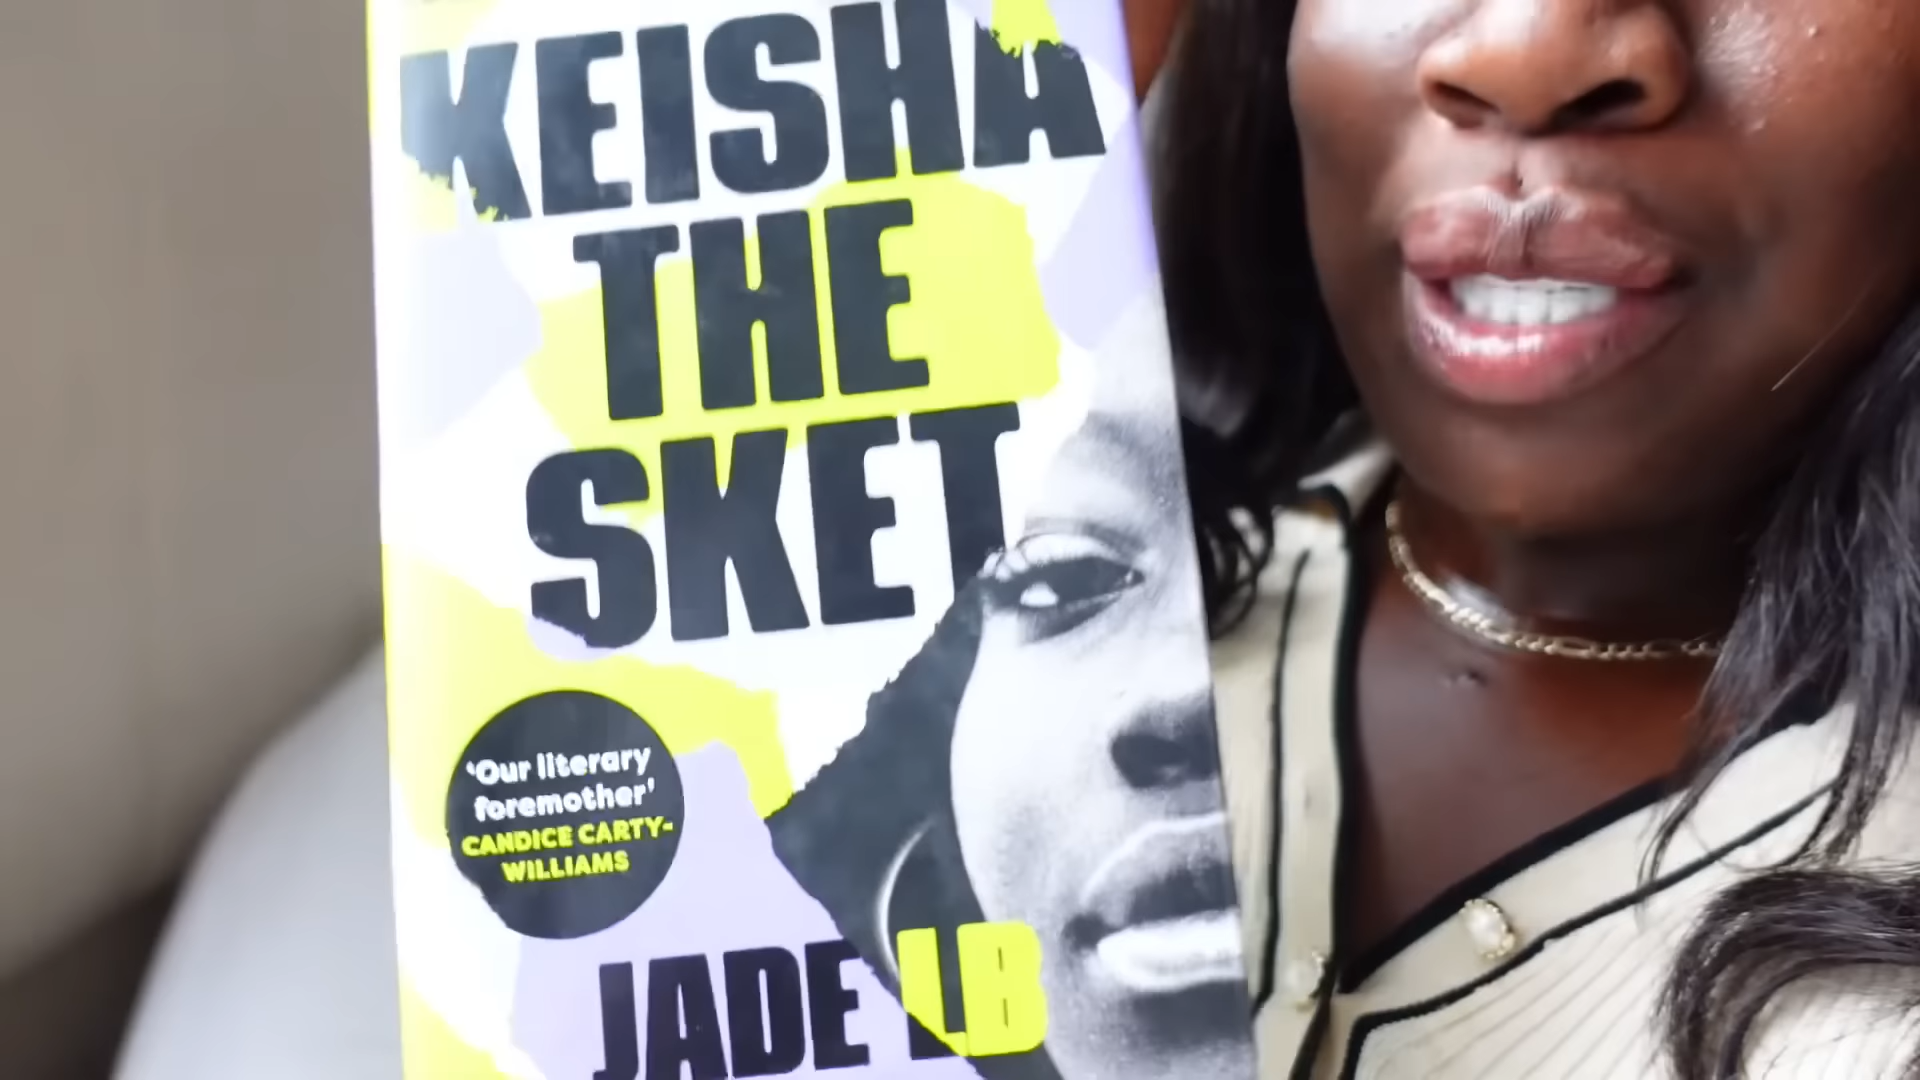 KEISHA
THE
SKET
'Our literary
foremother'
CANDICE CARTY-
WILLIAMS
JADE LB